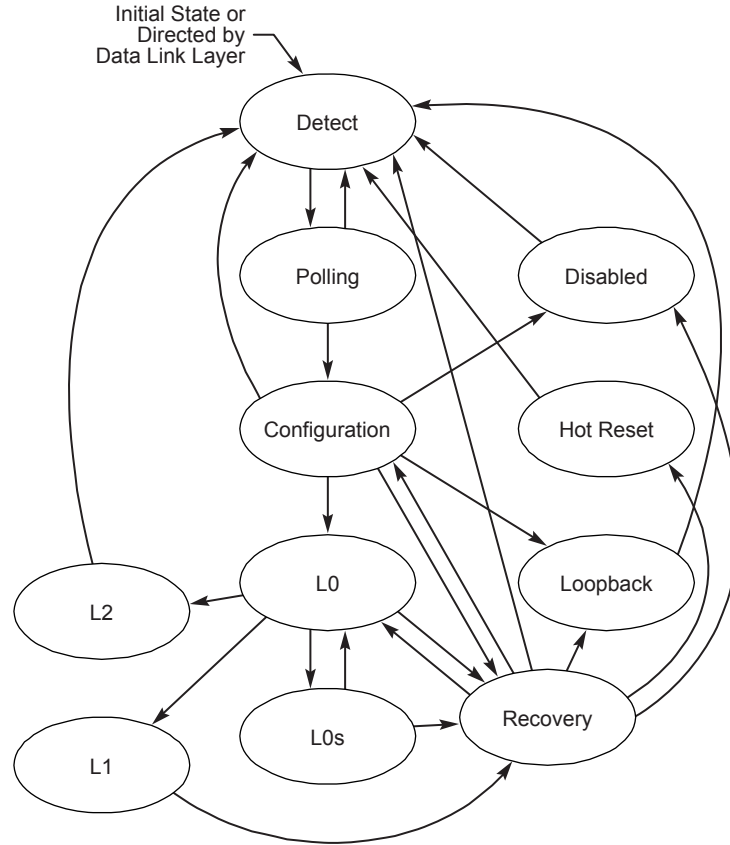 Initial State or
Directed by
Data Link Layer
Detect
Polling
Disabled
Configuration
Hot Reset
L0
Loopback
L2
L0s
Recovery
L1